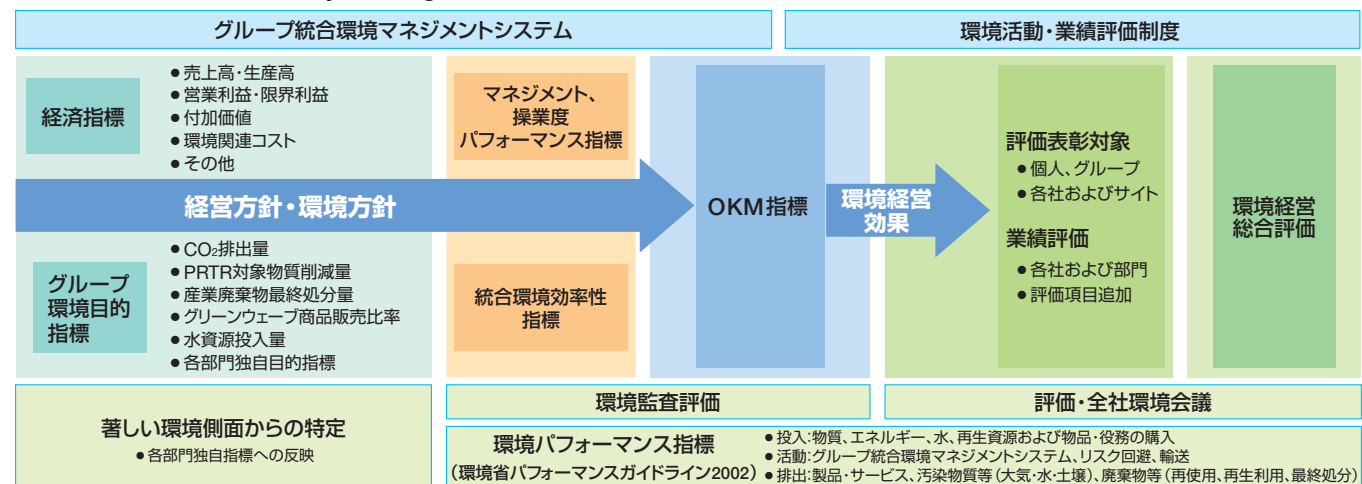 グループ統合環境マネジメントシステム
環境活動・業績評価制度
経済指標
●売上高・生産高
●営業利益・限界利益
●付加価値
●環境関連コスト
●その他
マネジメント、
操業度
パフォーマンス指標
経営方針・環境方針
OKM指標
環境経営
効果
評価表彰対象
●個人、グループ
●各社およびサイト
業績評価
●各社および部門
●評価項目追加
環境経営
総合評価
グループ
環境目的
指標
●CO₂排出量
●PRTR対象物質削減量
●産業廃棄物最終処分量
●グリーンウェーブ商品販売比率
●水資源投入量
●各部門独自目的指標
統合環境効率性
指標
著しい環境側面からの特定
●各部門独自指標への反映
環境監査評価
評価・全社環境会議
環境パフォーマンス指標
（環境省パフォーマンスガイドライン2002）
●投入：物質、エネルギー、水、再生資源および物品・役務の購入
●活動：グループ統合環境マネジメントシステム、リスク回避、輸送
●排出：製品・サービス、汚染物質等（大気・水・土壌）、廃棄物等（再使用、再生利用、最終処分）